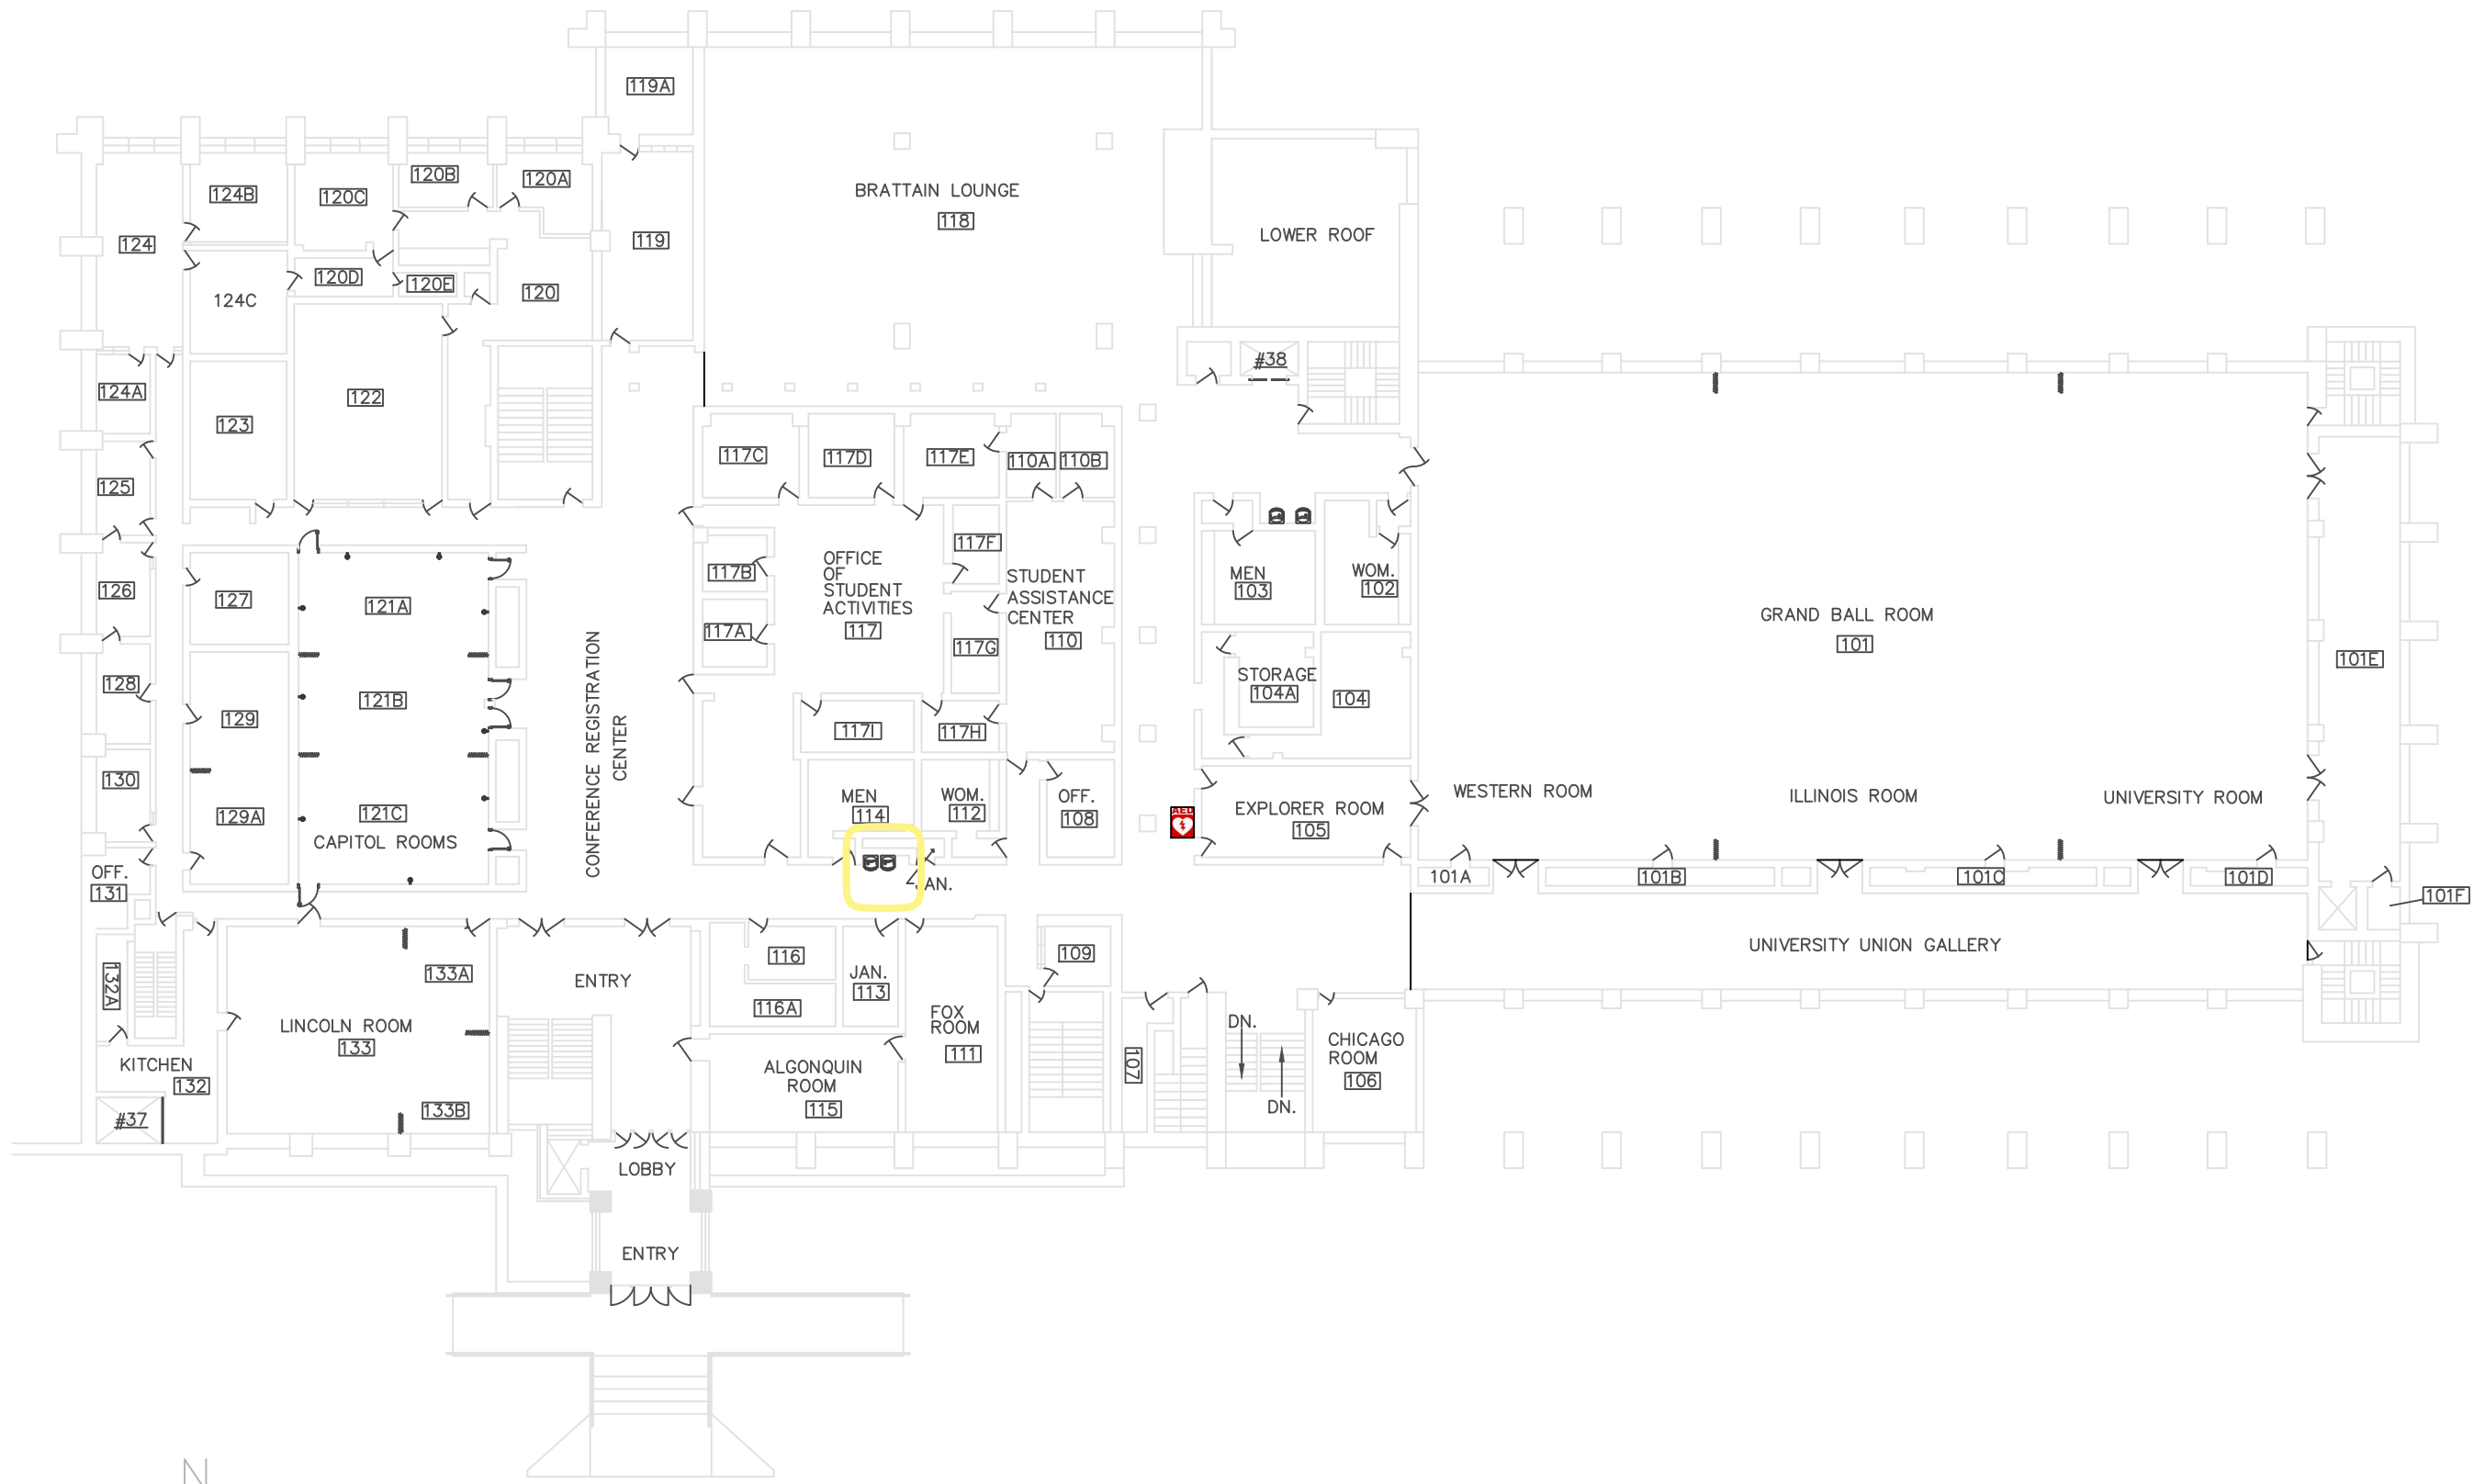 119A
120B
120A
124B
120C
BRATTAIN LOUNGE
118
124
119
LOWER ROOF
120D
120E
120
124C
#38
124A
122
123
117C
117D
117E
110A
110B
125
117F
OFFICE
OF
STUDENT
ACTIVITIES
117
STUDENT
ASSISTANCE
CENTER
110
117B
MEN
103
WOM.
102
126
127
121A
GRAND BALL ROOM
101
117A
117G
101E
128
129
121B
CONFERENCE REGISTRATION
CENTER
STORAGE
104A
104
117I
117H
130
129A
121C
CAPITOL ROOMS
MEN
114
WOM.
112
OFF.
108
AED
EXPLORER ROOM
105
WESTERN ROOM
ILLINOIS ROOM
UNIVERSITY ROOM
OFF.
131
JAN.
101A
101B
101C
101D
101F
UNIVERSITY UNION GALLERY
132A
133A
ENTRY
116
JAN.
113
109
116A
LINCOLN ROOM
133
FOX
ROOM
111
DN.
CHICAGO
ROOM
106
KITCHEN
132
ALGONQUIN
ROOM
115
107
DN.
#37
133B
LOBBY
ENTRY
N